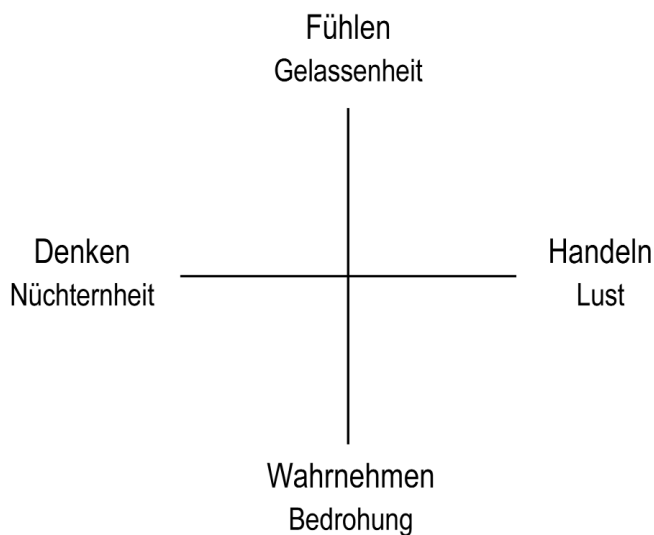 Fühlen
Gelassenheit
Denken
Nüchternheit
Handeln
Lust
Wahrnehmen
Bedrohung